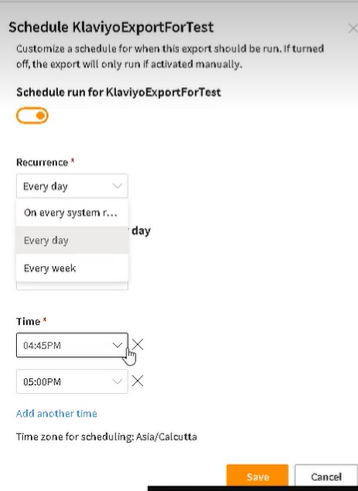 Schedule KlaviyoExportForTest
Customize a schedule for when this export should be run. If turned
off, the export will only run if activated manually.
Schedule run for KlaviyoExportForTest
Recurrence *
Every day
On every system r...
day
Every day
Every week
Time *
04:45PM
05:00PM
Add another time
Time zone for scheduling: Asia/Calcutta
Save Cancel